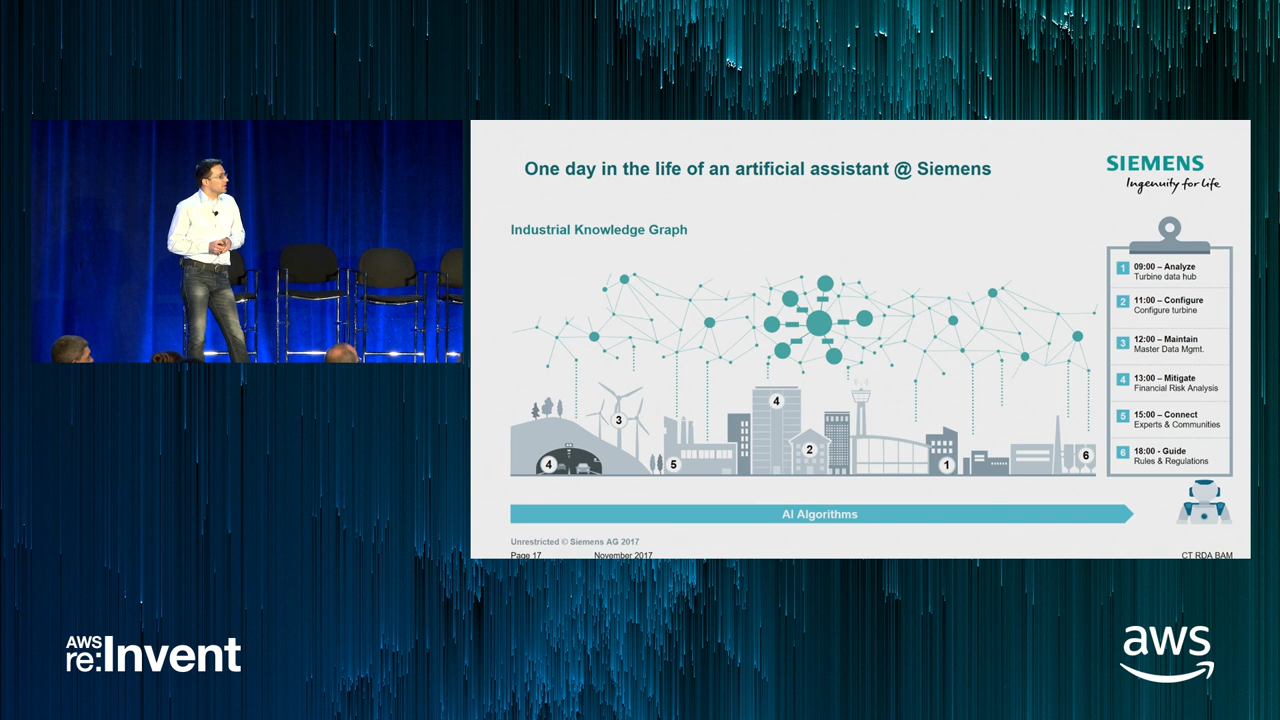 One day in the life of an artificial assistant @ Siemens
SIEMENS
Ingenuity for life
Industrial Knowledge Graph
1 09:00 – Analyze
Turbine data hub
2 11:00 – Configure
Configure turbine
3 12:00 – Maintain
Master Data Mgmt.
4 13:00 – Mitigate
Financial Risk Analysis
5 15:00 – Connect
Experts & Communities
6 18:00 - Guide
Rules & Regulations
4
3
5
4
2
1
6
AI Algorithms
Unrestricted © Siemens AG 2017
Page 17 November 2017 CT RDA BAM
AWS
re:Invent
aws